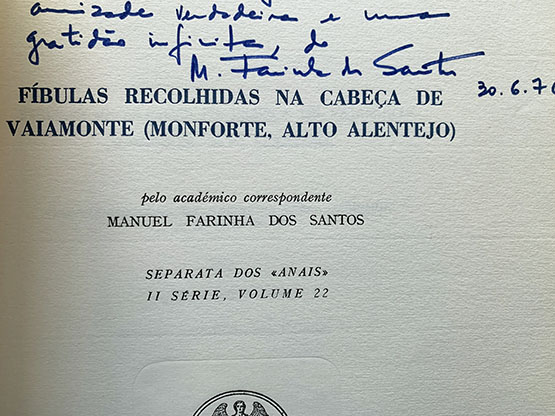 amizade verdadeira e uma
gratidão infinita, do
M. Farinha dos Santos
30.6.76
FÍBULAS RECOLHIDAS NA CABEÇA DE
VAIAMONTE (MONFORTE, ALTO ALENTEJO)
pelo académico correspondente
MANUEL FARINHA DOS SANTOS
SEPARATA DOS «ANAIS»
II SÉRIE, VOLUME 22